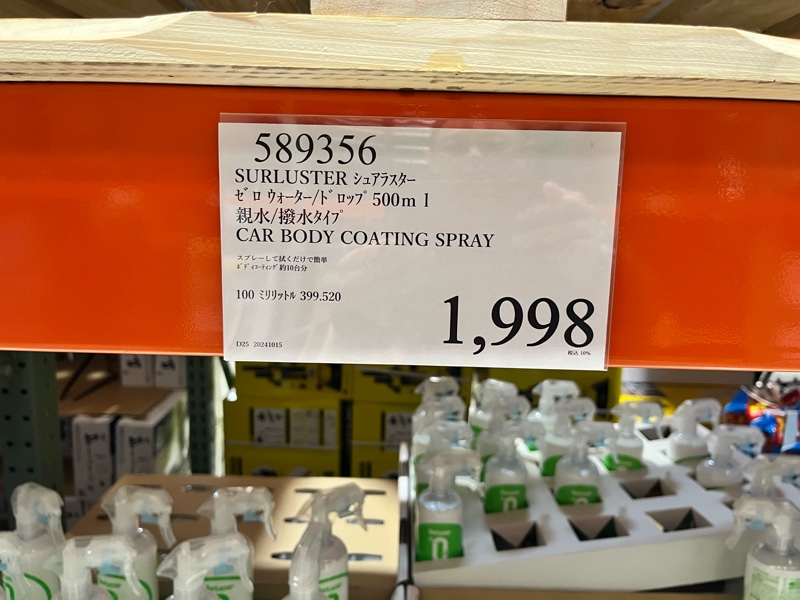 589356
SURLUSTER シュアラスター
ゼロ ウォーター/ドロップ 500m l
親水/撥水タイプ
CAR BODY COATING SPRAY
スプレーして拭くだけで簡単
ボディコーティング 約10台分
100 ミリリットル 399.520
1,998
D25 20241015
税込 10%